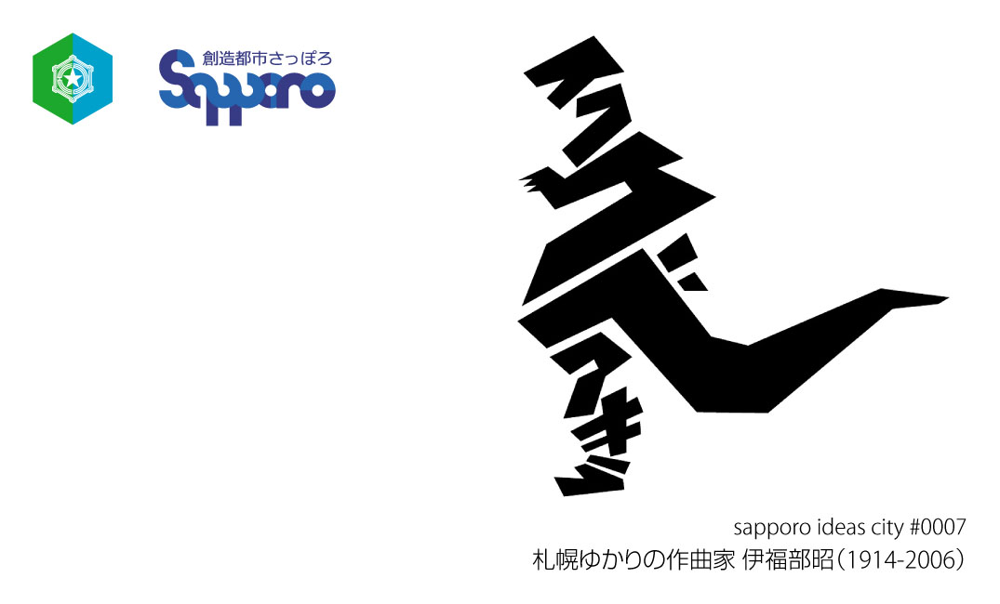 創造都市さっぽろ
Sapporo
イフクベアキラ
sapporo ideas city #0007
札幌ゆかりの作曲家 伊福部昭（1914-2006）